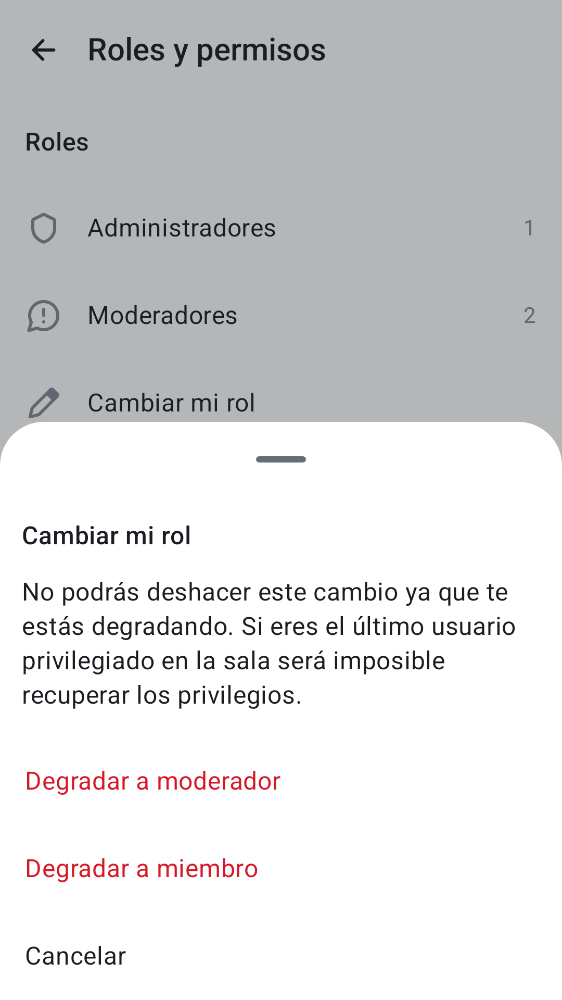 Roles y permisos
Roles
Administradores 1
Moderadores 2
Cambiar mi rol
Cambiar mi rol
No podrás deshacer este cambio ya que te
estás degradando. Si eres el último usuario
privilegiado en la sala será imposible
recuperar los privilegios.
Degradar a moderador
Degradar a miembro
Cancelar